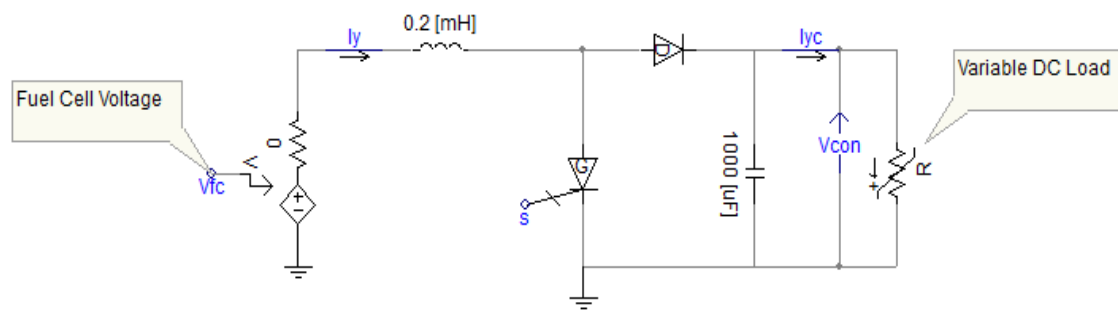 0.2 [mH]
Iy
D
Iyc
Variable DC Load
Fuel Cell Voltage
0
V
Vfc
+
-
G
s
1000 [uF]
Vcon
+
R